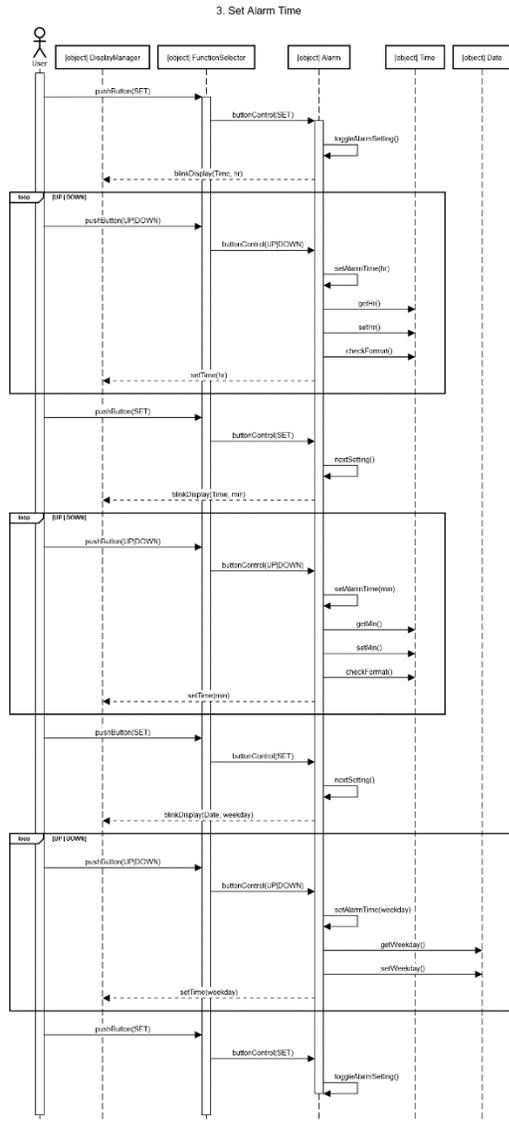 3. Set Alarm Time
User
[object] DisplayManager
[object] FunctionSelector
[object] Alarm
[object] Time
[object] Date
pushButton(SET)
buttonControl(SET)
toggleAlarmSetting()
blinkDisplay(Time, hr)
loop [UP|DOWN]
pushButton(UP|DOWN)
buttonControl(UP|DOWN)
setAlarmTime(hr)
getHr()
setHr()
checkFormat()
setTime(hr)
pushButton(SET)
buttonControl(SET)
nextSetting()
blinkDisplay(Time, min)
loop [UP|DOWN]
pushButton(UP|DOWN)
buttonControl(UP|DOWN)
setAlarmTime(min)
getMin()
setMin()
checkFormat()
setTime(min)
pushButton(SET)
buttonControl(SET)
nextSetting()
blinkDisplay(Date, weekday)
loop [UP|DOWN]
pushButton(UP|DOWN)
buttonControl(UP|DOWN)
setAlarmTime(weekday)
getWeekday()
setWeekday()
setTime(weekday)
pushButton(SET)
buttonControl(SET)
toggleAlarmSetting()